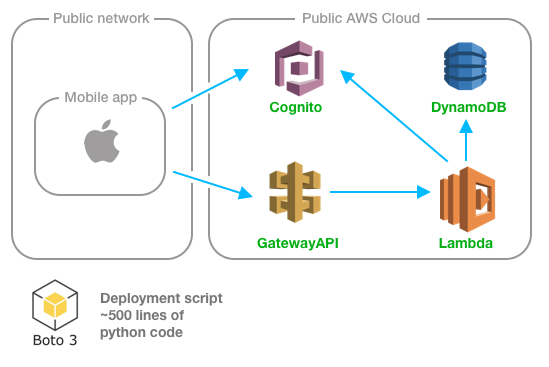 Public network
Public AWS Cloud
Mobile app
Cognito
DynamoDB
GatewayAPI
Lambda
Boto 3
Deployment script
~500 lines of
python code